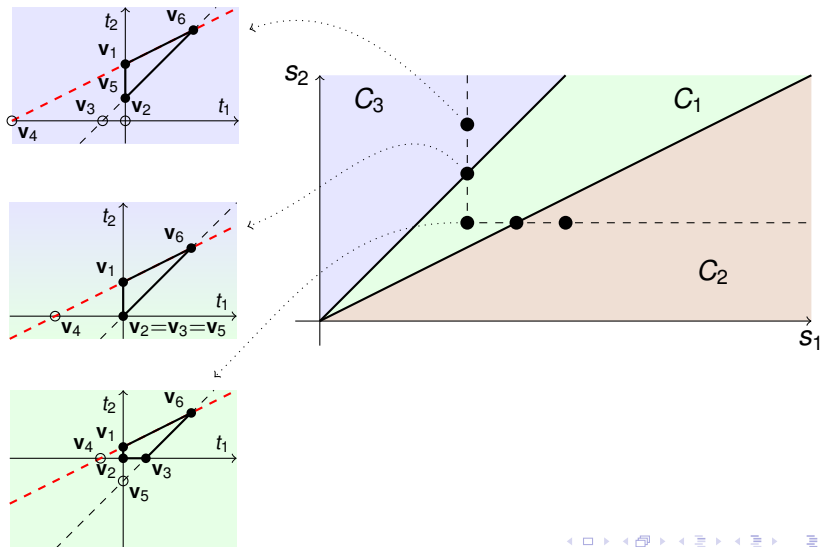 t₂
v₆
v₁
v₅
t₁
v₃
v₂
v₄
t₂
v₆
v₁
t₁
v₄
v₂=v₃=v₅
t₂
v₆
v₁
v₄
t₁
v₂
v₃
v₅
s₂
C₃
C₁
C₂
s₁